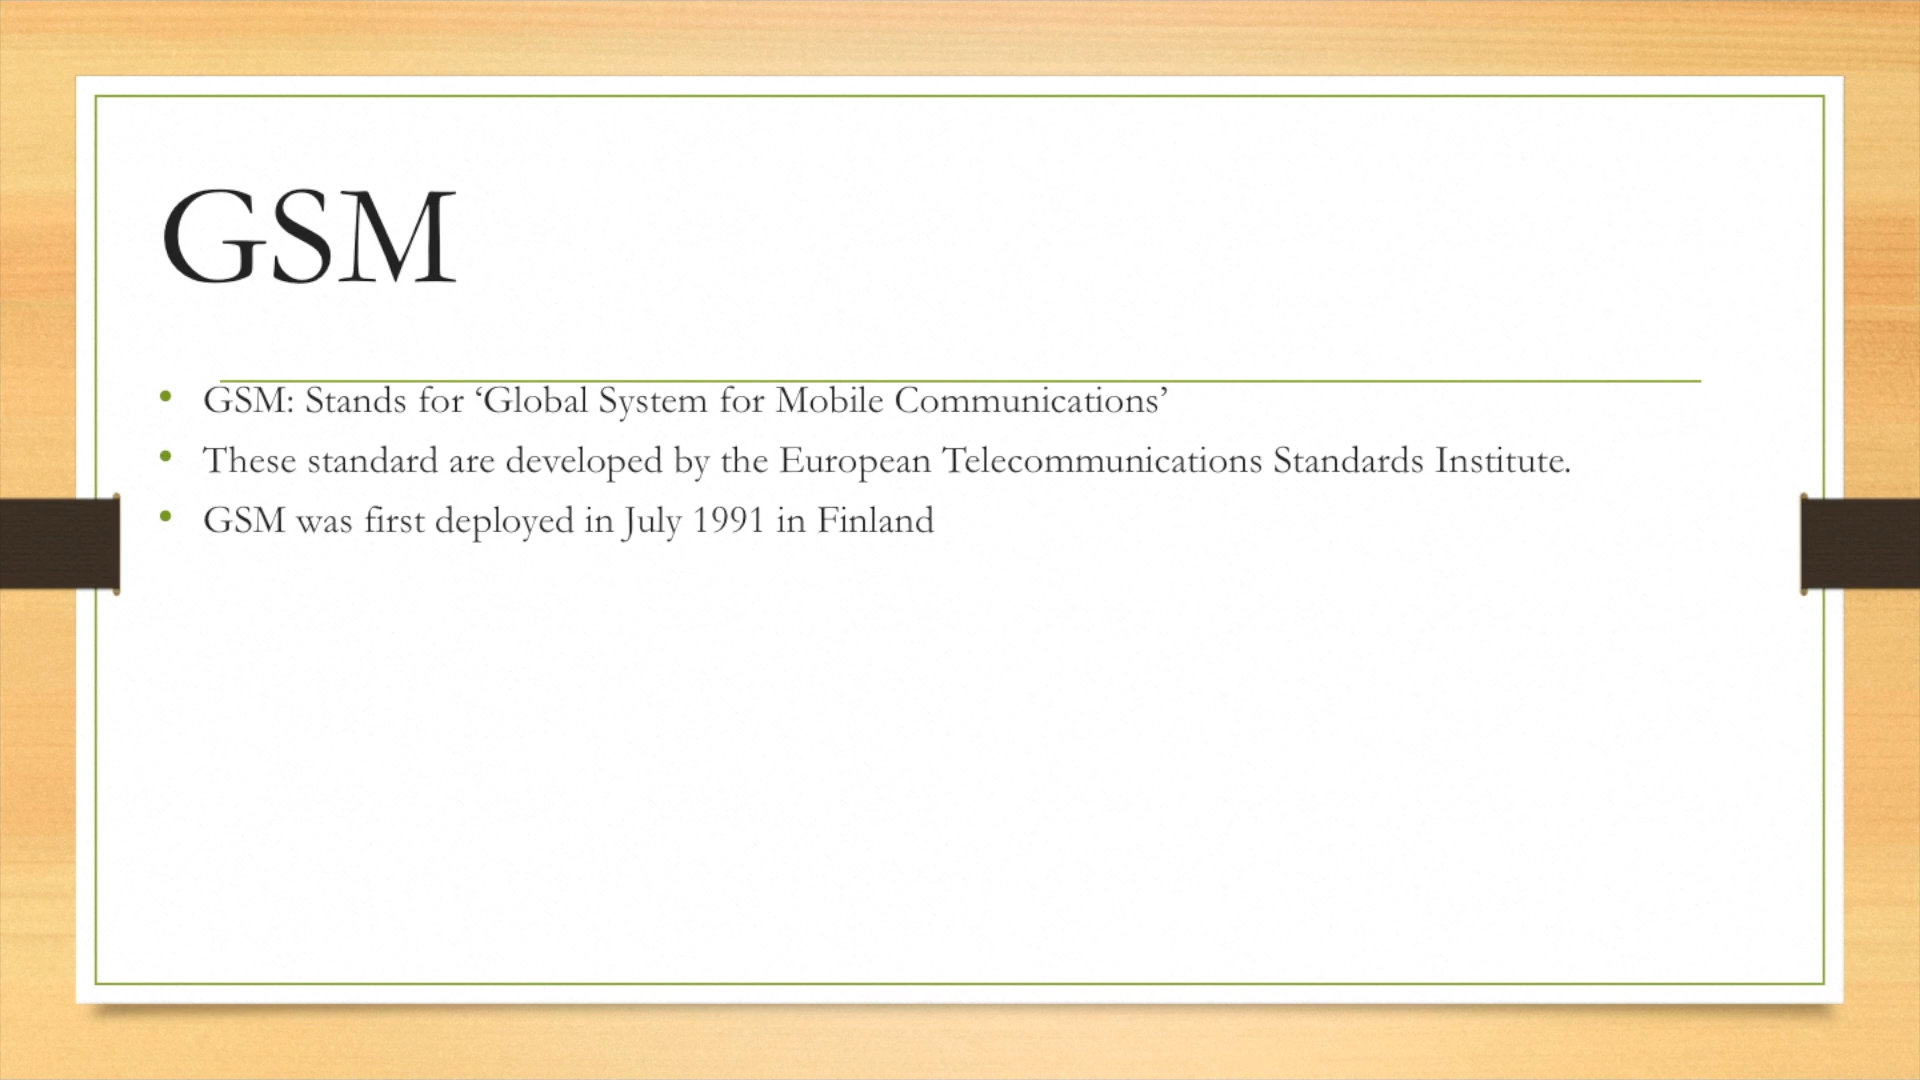 GSM
• GSM: Stands for ‘Global System for Mobile Communications’
• These standard are developed by the European Telecommunications Standards Institute.
• GSM was first deployed in July 1991 in Finland